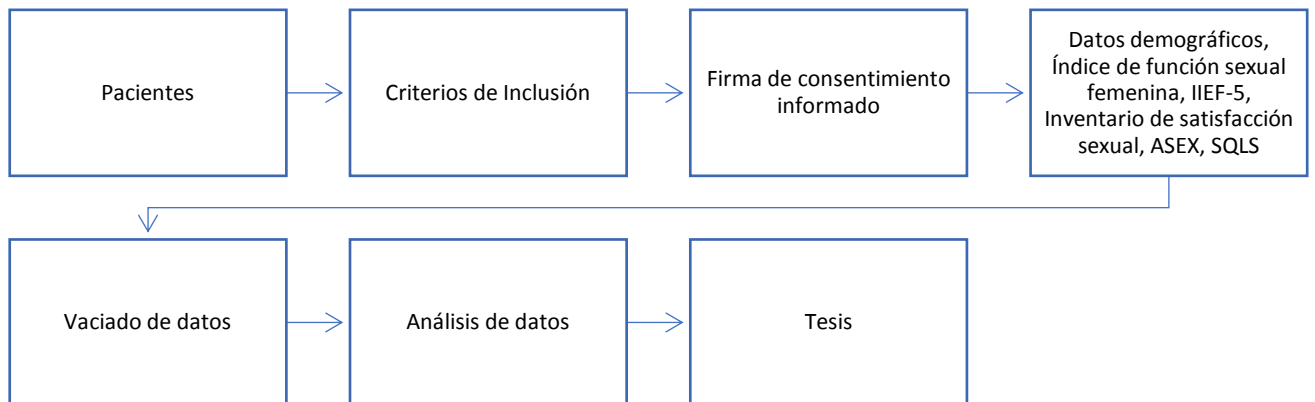 Pacientes
Criterios de Inclusión
Firma de consentimiento
informado
Datos demográficos,
Índice de función sexual
femenina, IIEF-5,
Inventario de satisfacción
sexual, ASEX, SQLS
Vaciado de datos
Análisis de datos
Tesis